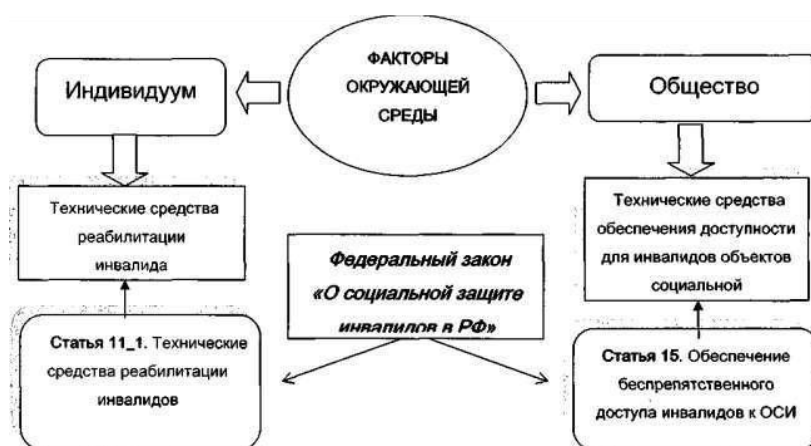 ФАКТОРЫ
ОКРУЖАЮЩЕЙ
СРЕДЫ
Индивидуум
Общество
Технические средства
реабилитации
инвалида
Технические средства
обеспечения доступности
для инвалидов объектов
социальной
Федеральный закон
«О социальной защите
инвалидов в РФ»
Статья 11_1. Технические
средства реабилитации
инвалидов
Статья 15. Обеспечение
беспрепятственного
доступа инвалидов к ОСИ